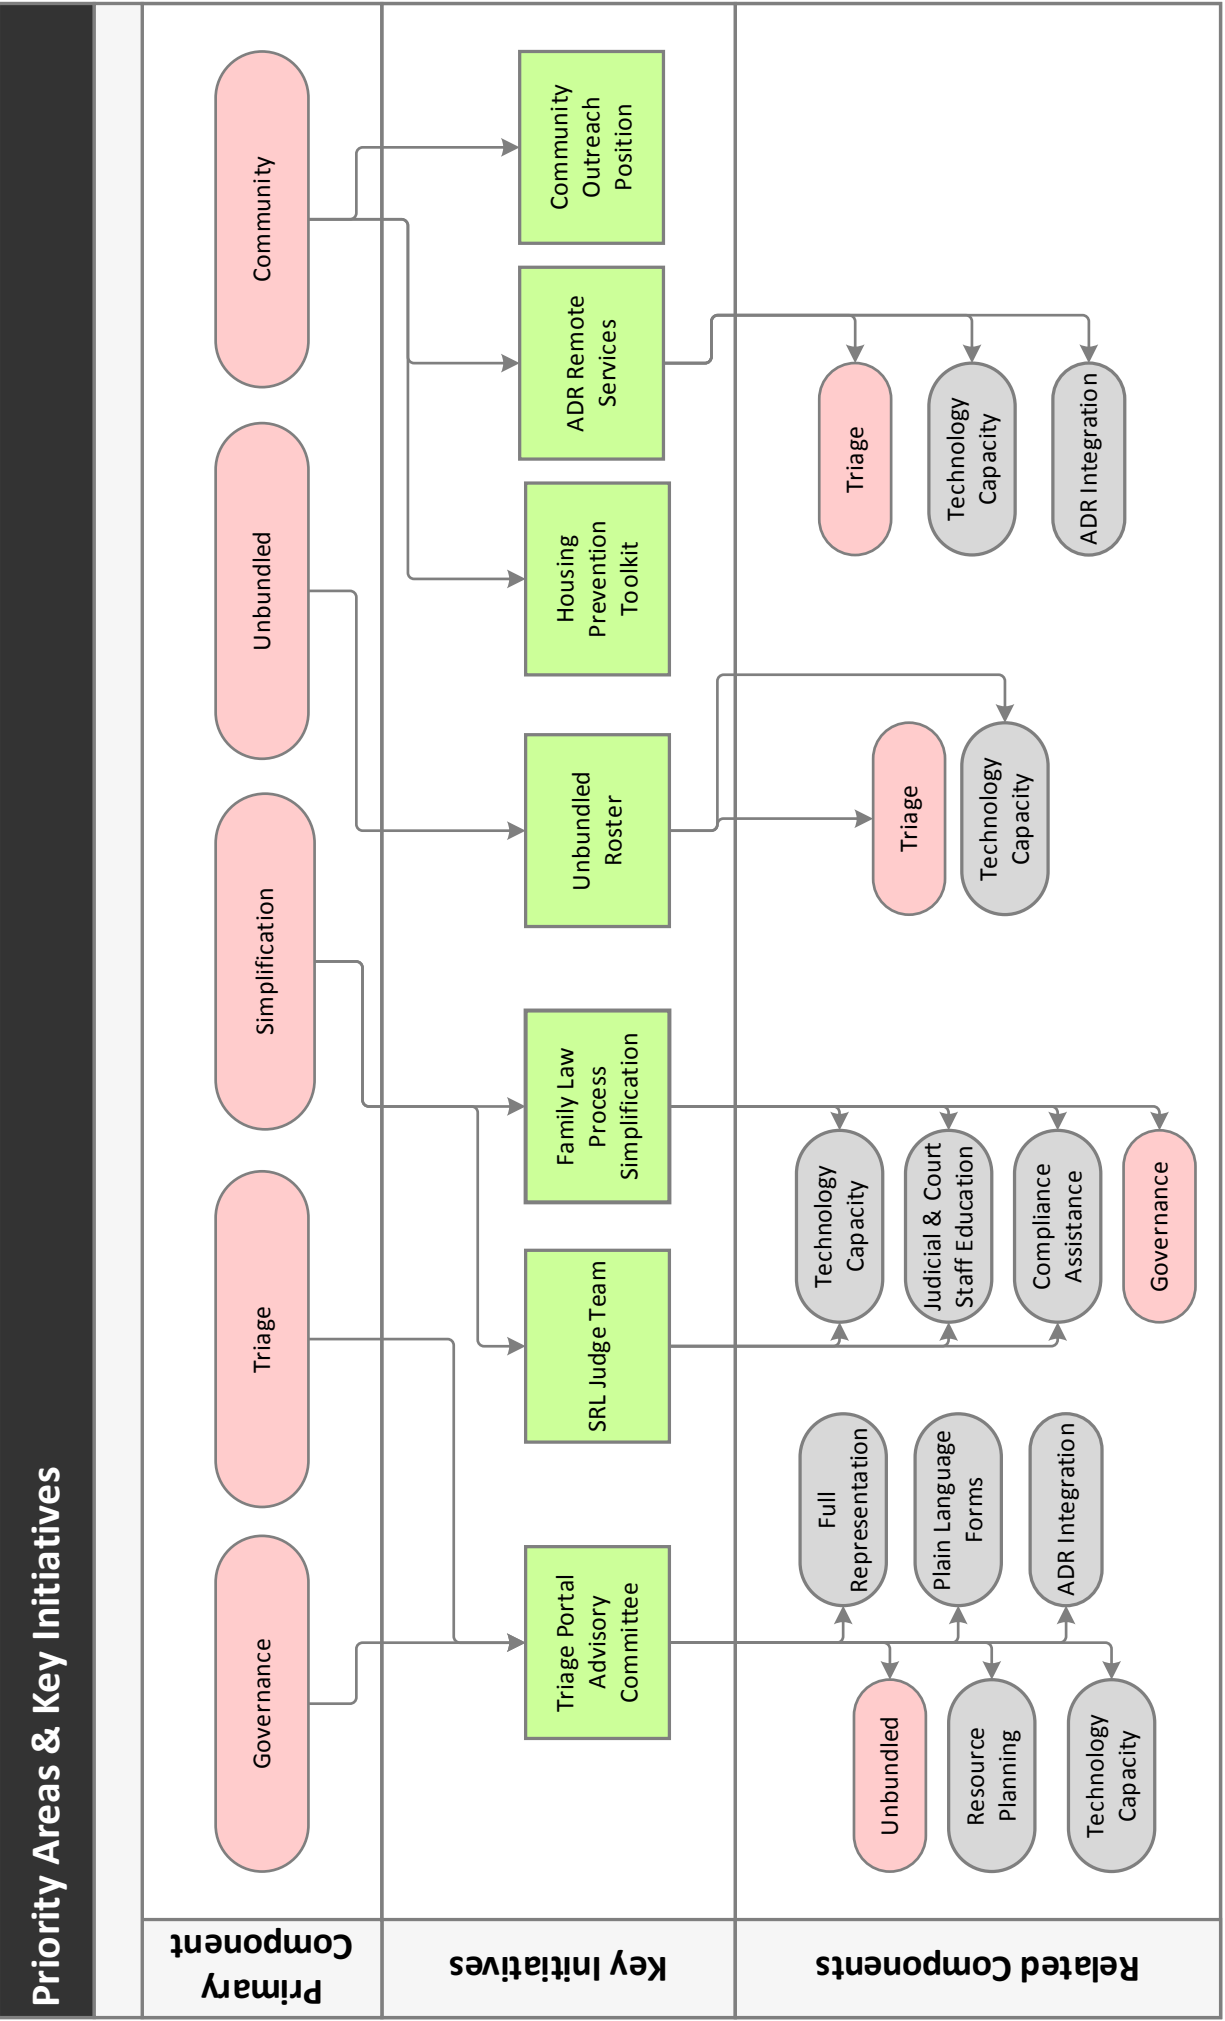 Priority Areas & Key Initiatives
Primary
Component
Governance
Triage
Simplification
Unbundled
Community
Key Initiatives
Triage Portal
Advisory
Committee
SRL Judge Team
Family Law
Process
Simplification
Unbundled
Roster
Housing
Prevention
Toolkit
ADR Remote
Services
Community
Outreach
Position
Related Components
Unbundled
Resource
Planning
Technology
Capacity
Full
Representation
Plain Language
Forms
ADR Integration
Technology
Capacity
Judicial & Court
Staff Education
Compliance
Assistance
Governance
Triage
Technology
Capacity
Triage
Technology
Capacity
ADR Integration